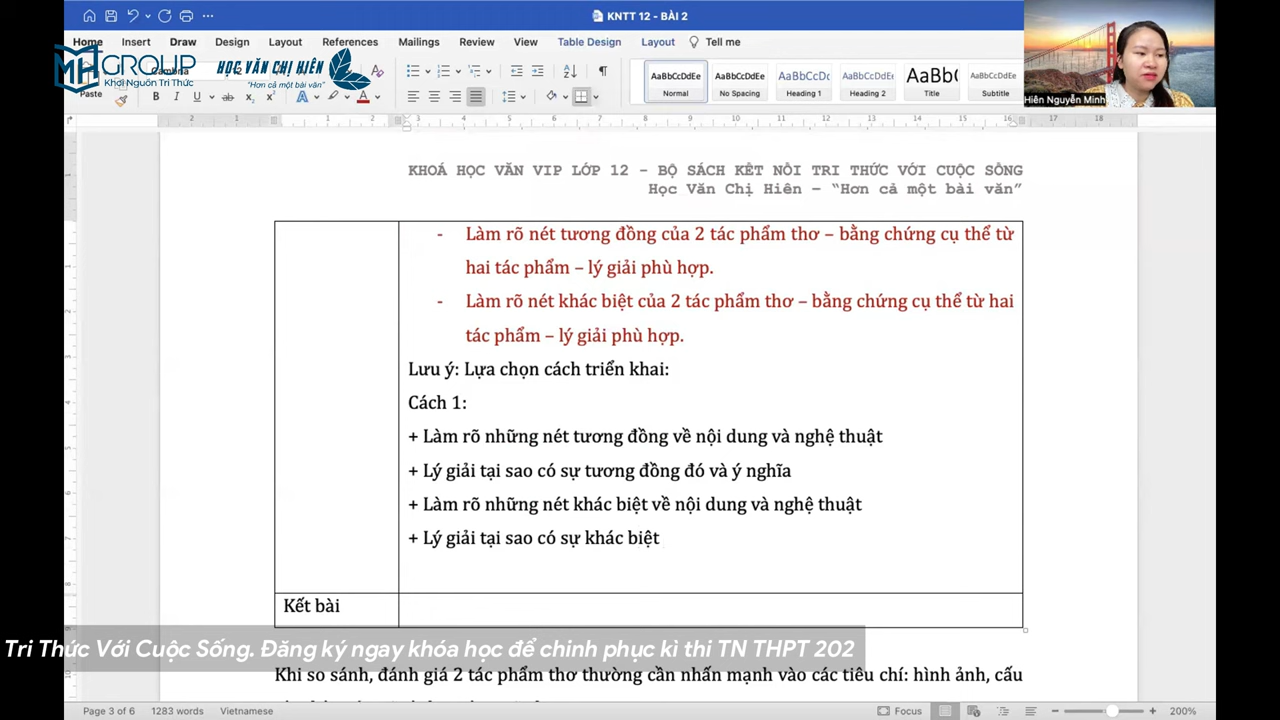 KNTT 12 - BÀI 2
Home Insert Draw Design Layout References Mailings Review View Table Design Layout Tell me
MH GROUP
Khơi Nguồn Tri Thức
HỌC VĂN CHỊ HIÊN
"Hơn cả một bài văn"
Paste
AaBbCcDdEe Normal
AaBbCcDdEe No Spacing
AaBbCcDc Heading 1
AaBbCcDdEe Heading 2
AaBb Title
AaBbCcDdEe Subtitle
Hiên Nguyễn Minh
KHOÁ HỌC VĂN VIP LỚP 12 - BỘ SÁCH KẾT NỐI TRI THỨC VỚI CUỘC SỐNG
Học Văn Chị Hiên – “Hơn cả một bài văn”
- Làm rõ nét tương đồng của 2 tác phẩm thơ – bằng chứng cụ thể từ
hai tác phẩm – lý giải phù hợp.
- Làm rõ nét khác biệt của 2 tác phẩm thơ – bằng chứng cụ thể từ hai
tác phẩm – lý giải phù hợp.
Lưu ý: Lựa chọn cách triển khai:
Cách 1:
+ Làm rõ những nét tương đồng về nội dung và nghệ thuật
+ Lý giải tại sao có sự tương đồng đó và ý nghĩa
+ Làm rõ những nét khác biệt về nội dung và nghệ thuật
+ Lý giải tại sao có sự khác biệt
Kết bài
Tri Thức Với Cuộc Sống. Đăng ký ngay khóa học để chinh phục kì thi TN THPT 202
Khi so sánh, đánh giá 2 tác phẩm thơ thường cần nhấn mạnh vào các tiêu chí: hình ảnh, cấu
Page 3 of 6 1283 words Vietnamese Focus 200%